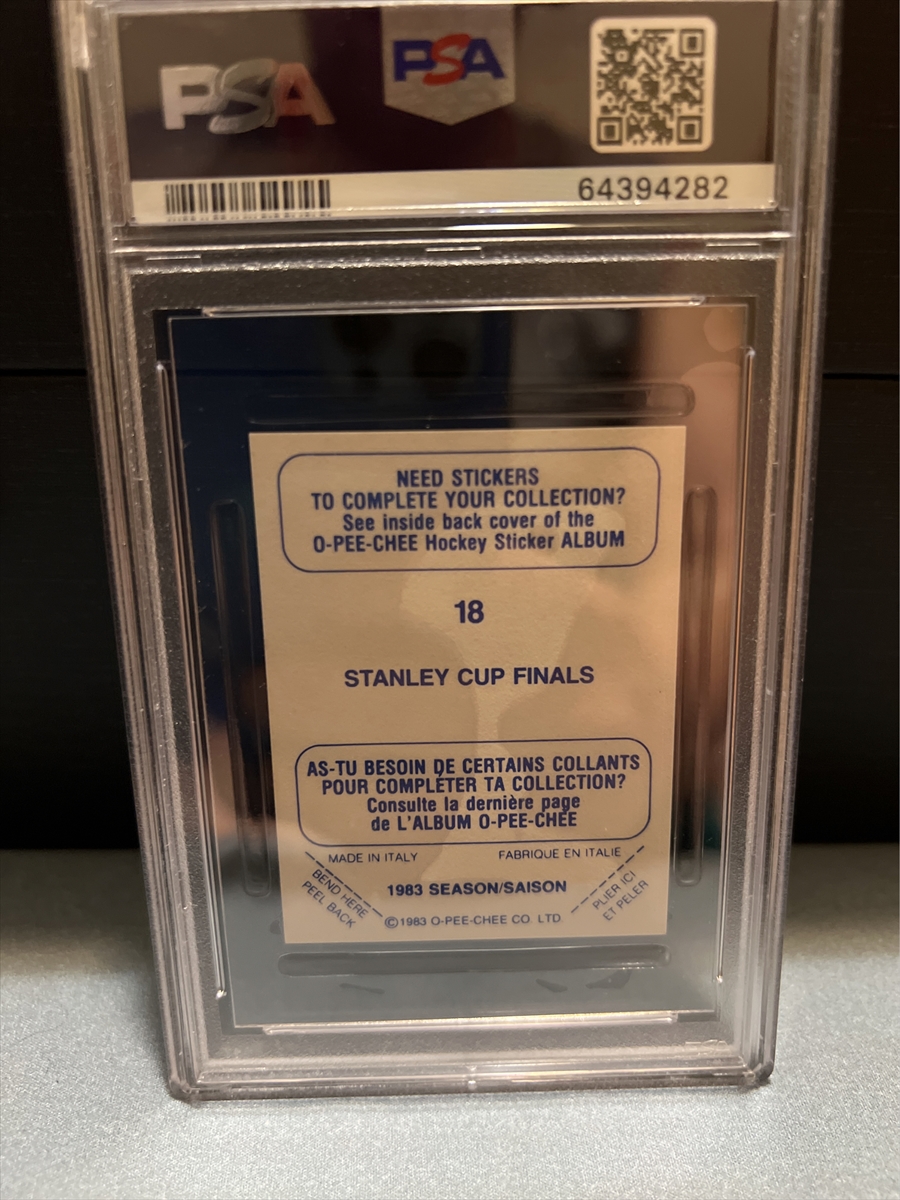 PSA
PSA
64394282
NEED STICKERS
TO COMPLETE YOUR COLLECTION?
See inside back cover of the
O-PEE-CHEE Hockey Sticker ALBUM
18
STANLEY CUP FINALS
AS-TU BESOIN DE CERTAINS COLLANTS
POUR COMPLÉTER TA COLLECTION?
Consulte la dernière page
de L'ALBUM O-PEE-CHEE
MADE IN ITALY
FABRIQUE EN ITALIE
BEND HERE
PEEL BACK
1983 SEASON/SAISON
PLIER ICI
ET PELER
©1983 O-PEE-CHEE CO. LTD.